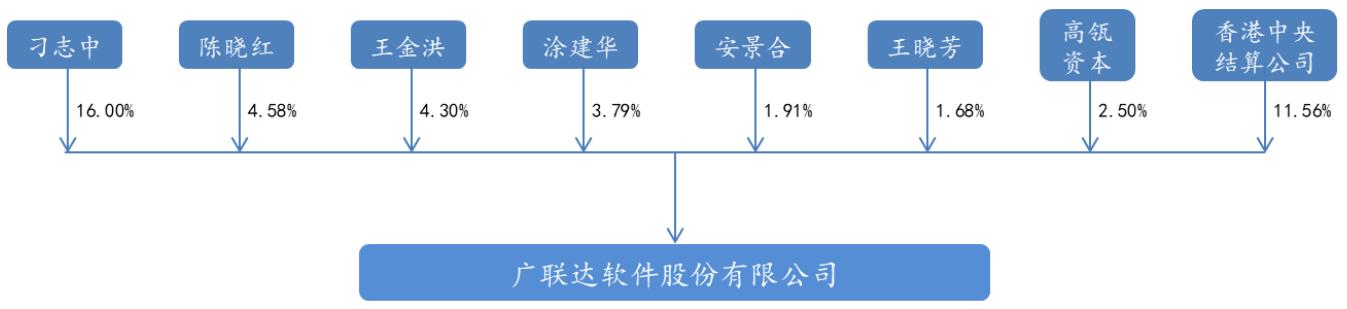 刁志中
陈晓红
王金洪
涂建华
安景合
王晓芳
高瓴
资本
香港中央
结算公司
16.00%
4.58%
4.30%
3.79%
1.91%
1.68%
2.50%
11.56%
广联达软件股份有限公司